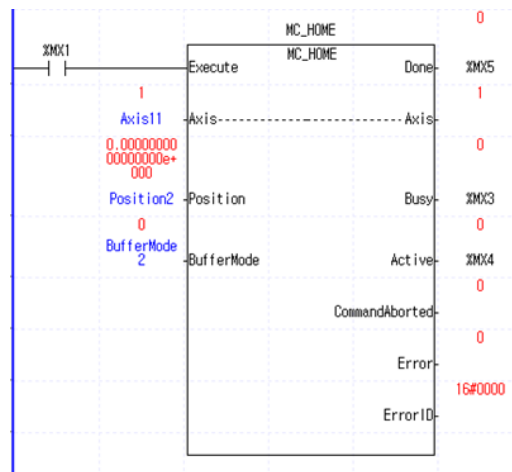 0
MC_HOME
%MX1
MC_HOME
Execute
Done
%MX5
1
1
Axis11
Axis
Axis
0.00000000
00000000e+
000
0
Position2
Position
Busy
%MX3
0
0
BufferMode
2
BufferMode
Active
%MX4
0
CommandAborted
0
Error
16#0000
ErrorID